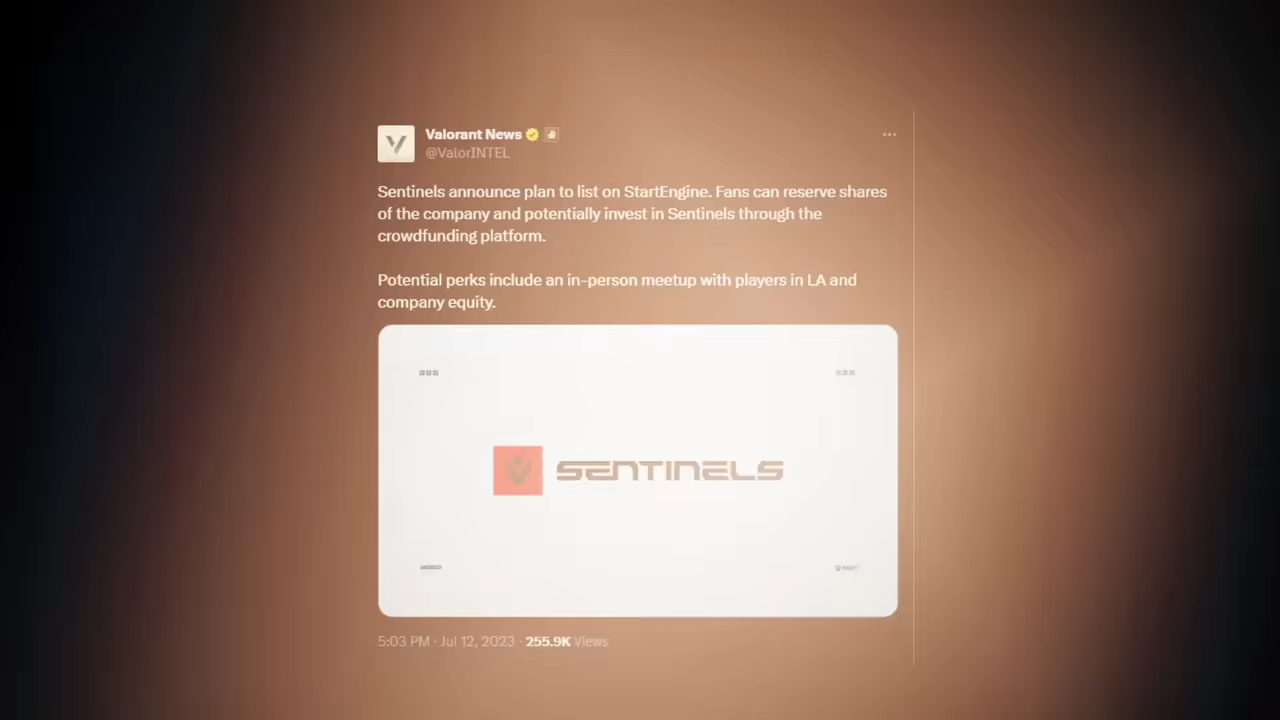 Valorant News
@ValorINTEL
Sentinels announce plan to list on StartEngine. Fans can reserve shares
of the company and potentially invest in Sentinels through the
crowdfunding platform.
Potential perks include an in-person meetup with players in LA and
company equity.
SENTINELS
5:03 PM · Jul 12, 2023 · 255.9K Views